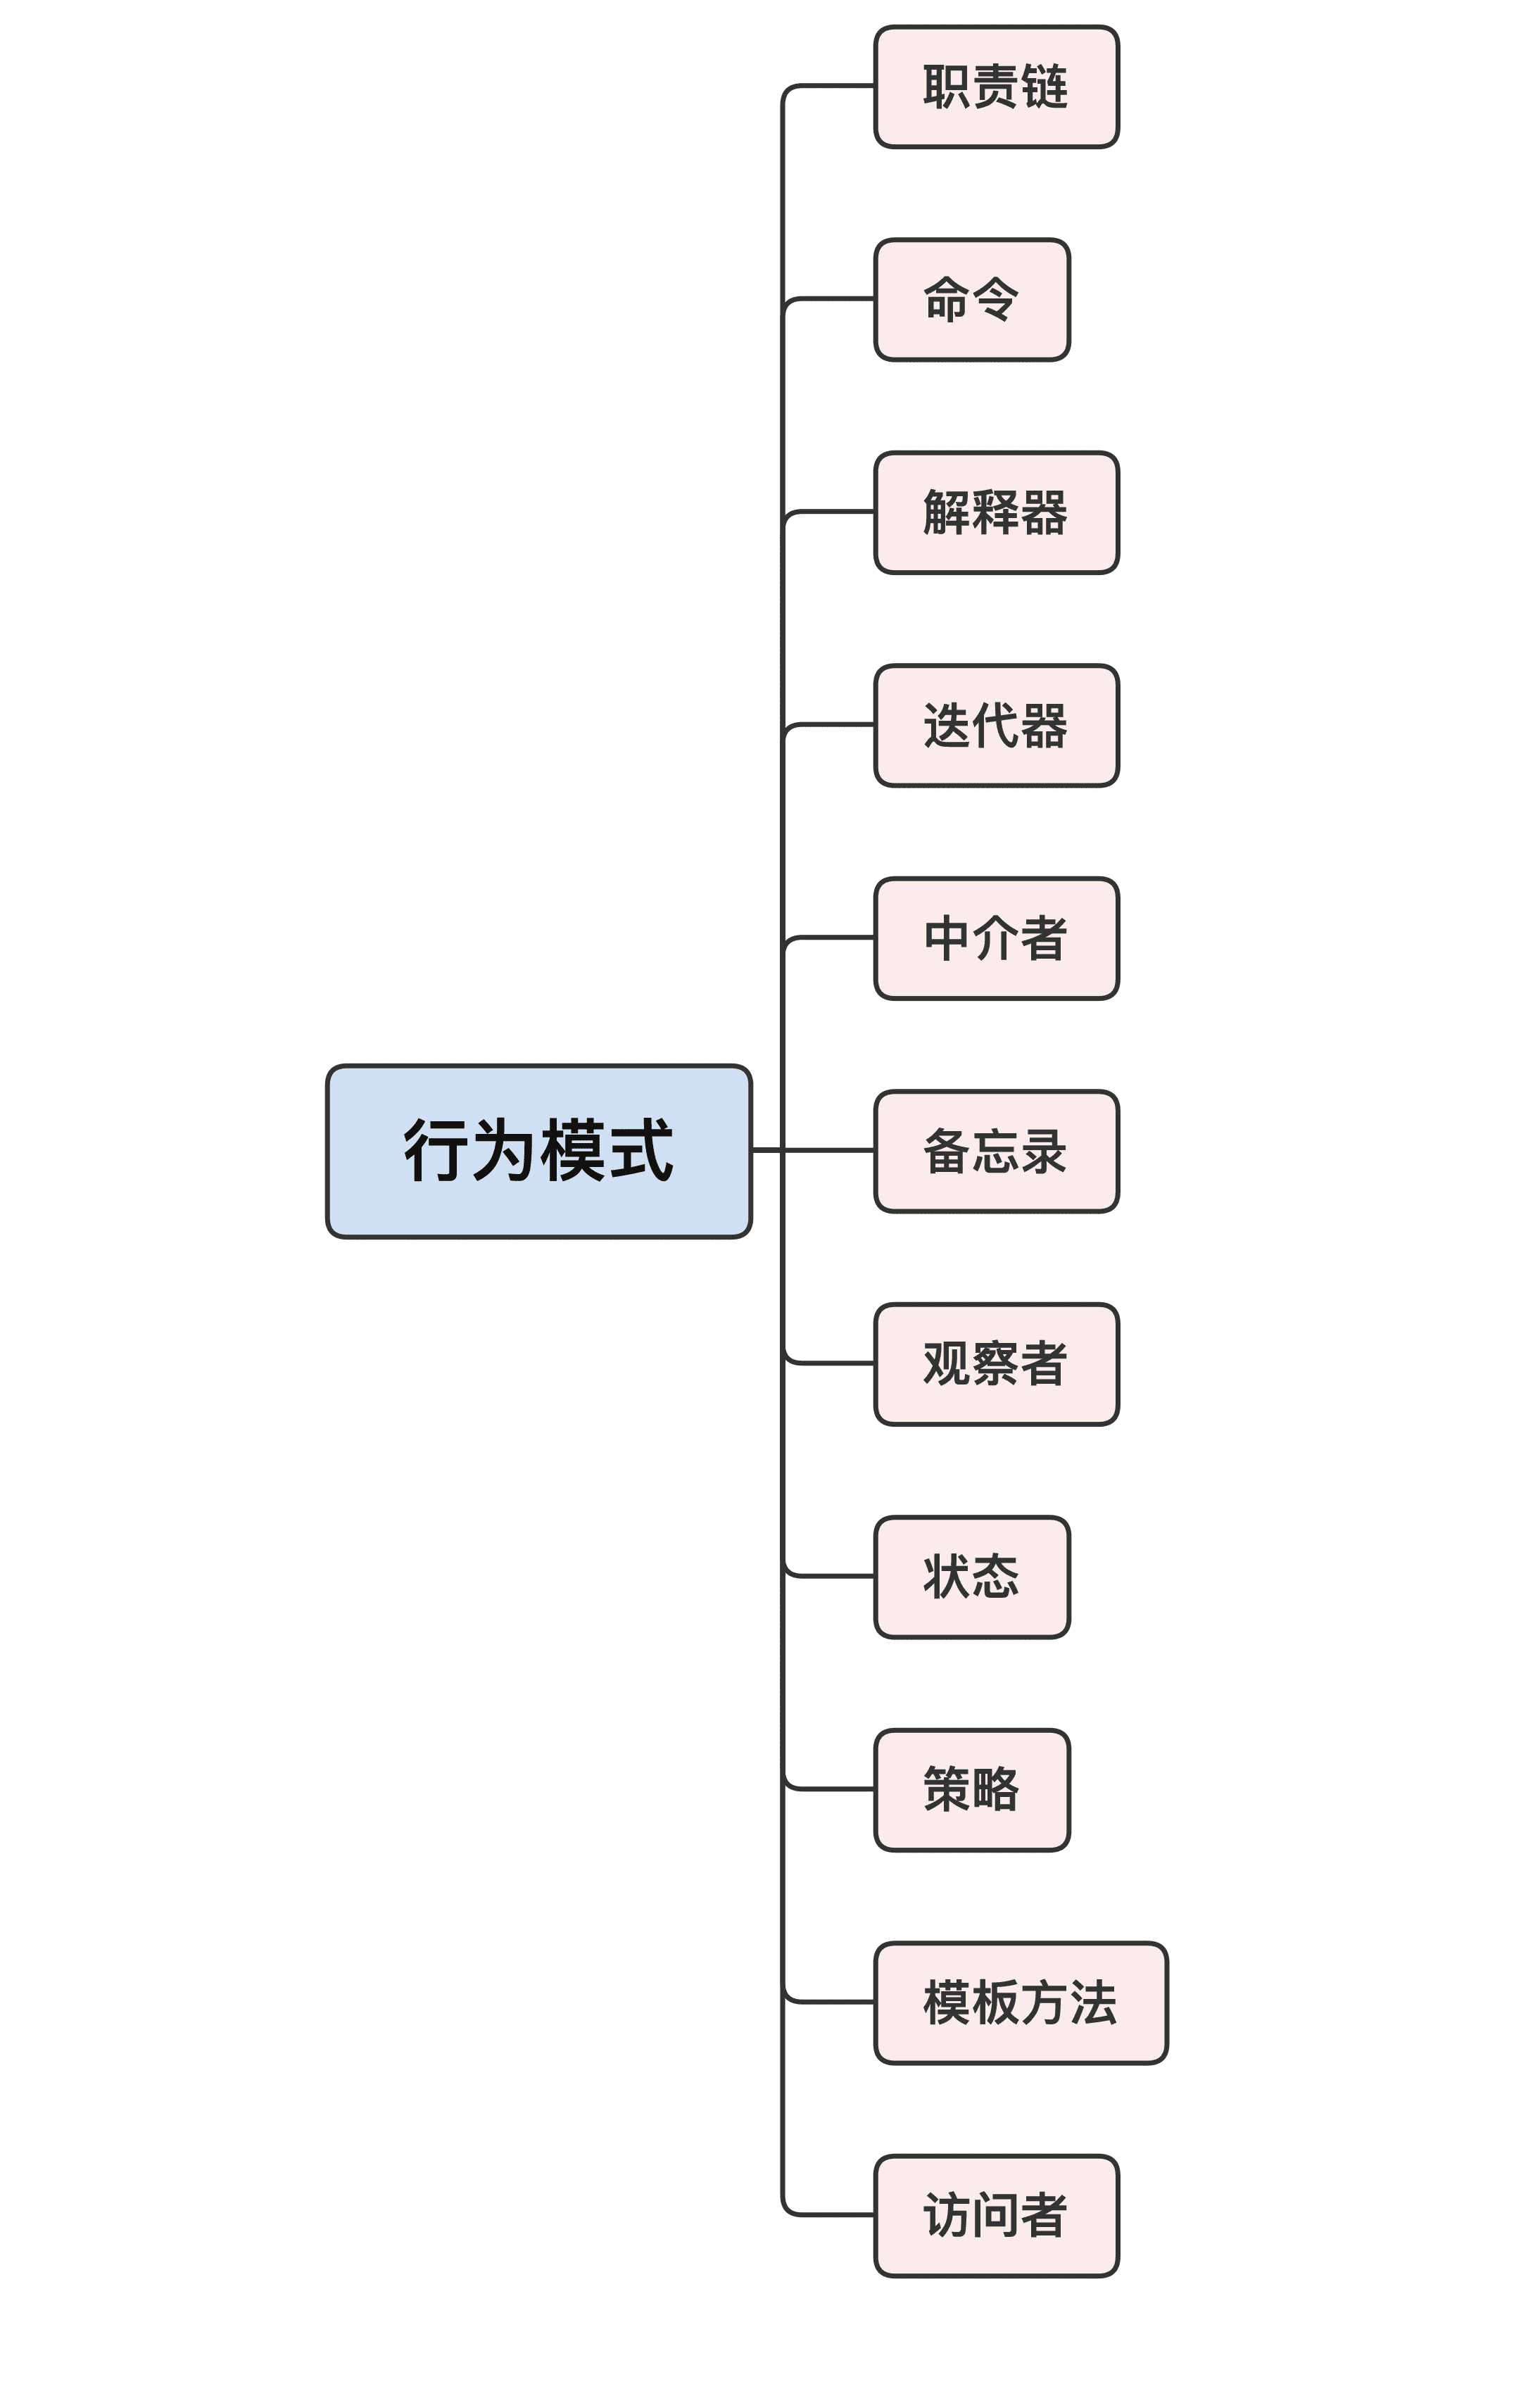 职责链
命令
解释器
迭代器
中介者
行为模式
备忘录
观察者
状态
策略
模板方法
访问者